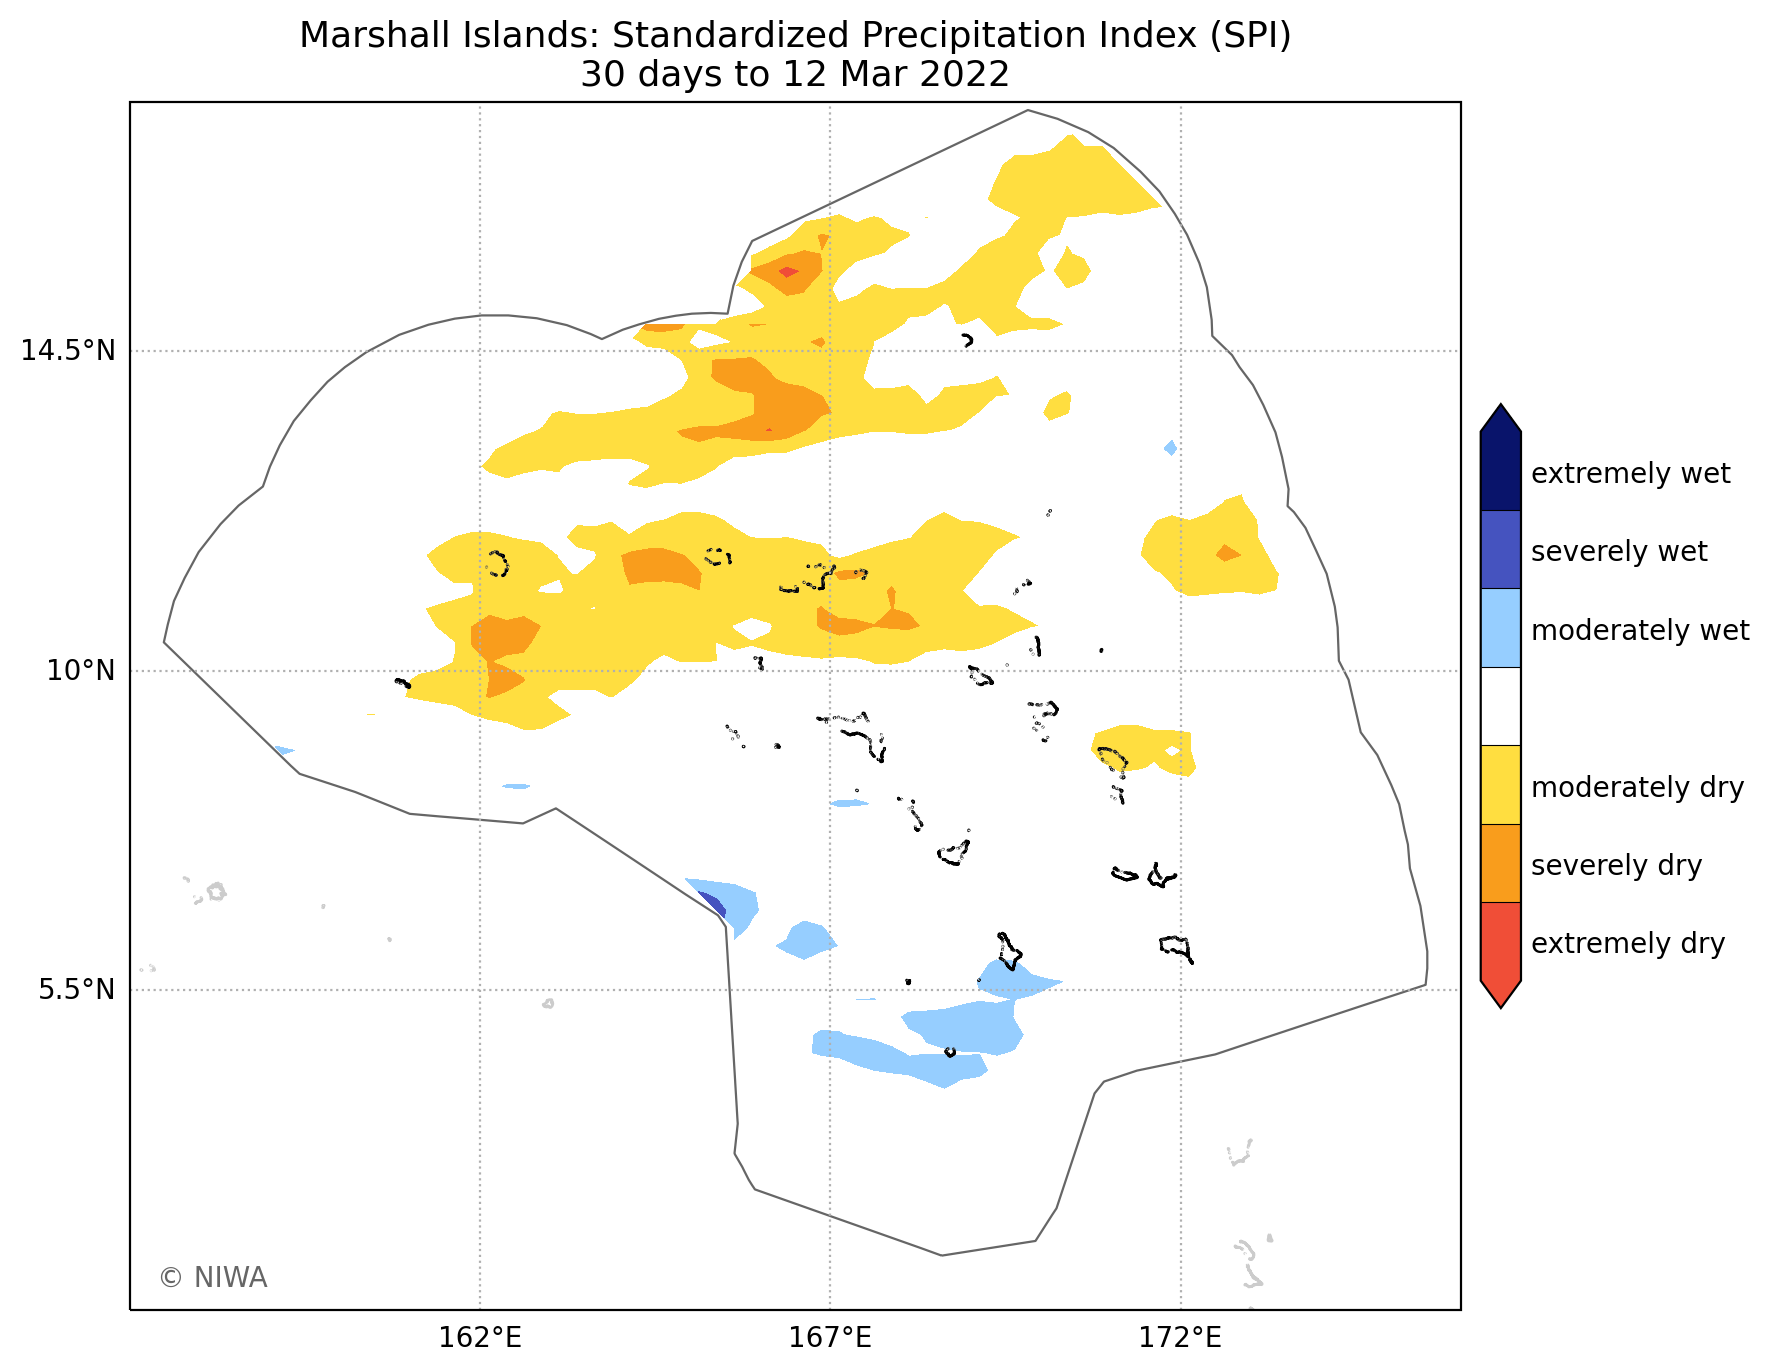 Marshall Islands: Standardized Precipitation Index (SPI)
30 days to 12 Mar 2022
14.5°N
10°N
5.5°N
162°E
167°E
172°E
extremely wet
severely wet
moderately wet
moderately dry
severely dry
extremely dry
© NIWA